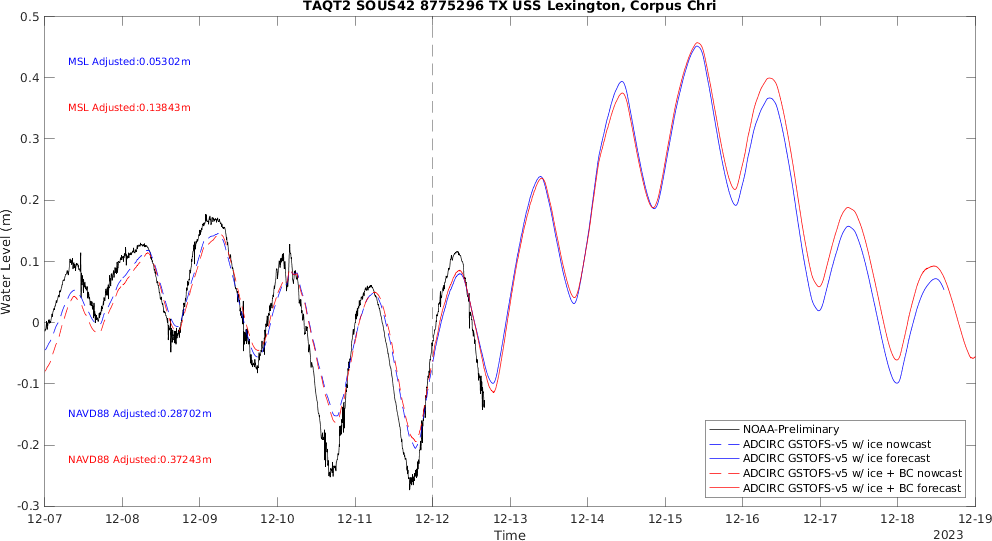 TAQT2 SOUS42 8775296 TX USS Lexington, Corpus Chri
0.5
0.4
0.3
0.2
0.1
0
-0.1
-0.2
-0.3
Water Level (m)
MSL Adjusted:0.05302m
MSL Adjusted:0.13843m
NAVD88 Adjusted:0.28702m
NAVD88 Adjusted:0.37243m
NOAA-Preliminary
ADCIRC GSTOFS-v5 w/ ice nowcast
ADCIRC GSTOFS-v5 w/ ice forecast
ADCIRC GSTOFS-v5 w/ ice + BC nowcast
ADCIRC GSTOFS-v5 w/ ice + BC forecast
12-07 12-08 12-09 12-10 12-11 12-12 12-13 12-14 12-15 12-16 12-17 12-18 12-19
Time
2023